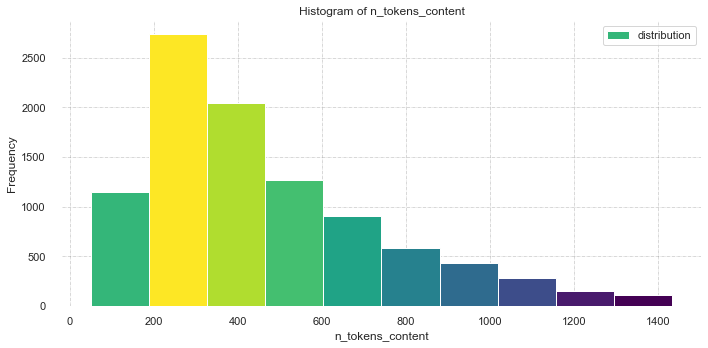 Histogram of n_tokens_content
distribution
Frequency
2500
2000
1500
1000
500
0
0 200 400 600 800 1000 1200 1400
n_tokens_content